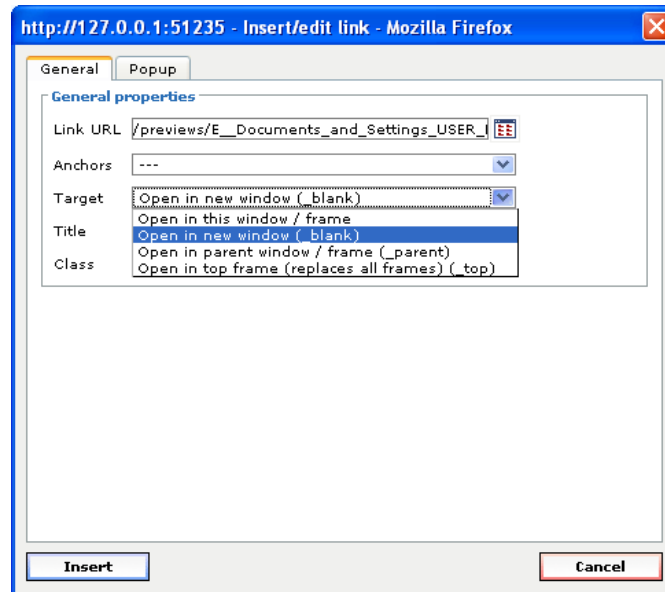 http://127.0.0.1:51235 - Insert/edit link - Mozilla Firefox
General Popup
General properties
Link URL /previews/E__Documents_and_Settings_USER_
Anchors ---
Target Open in new window (_blank)
Open in this window / frame
Title Open in new window (_blank)
Open in parent window / frame (_parent)
Class Open in top frame (replaces all frames) (_top)
Insert Cancel